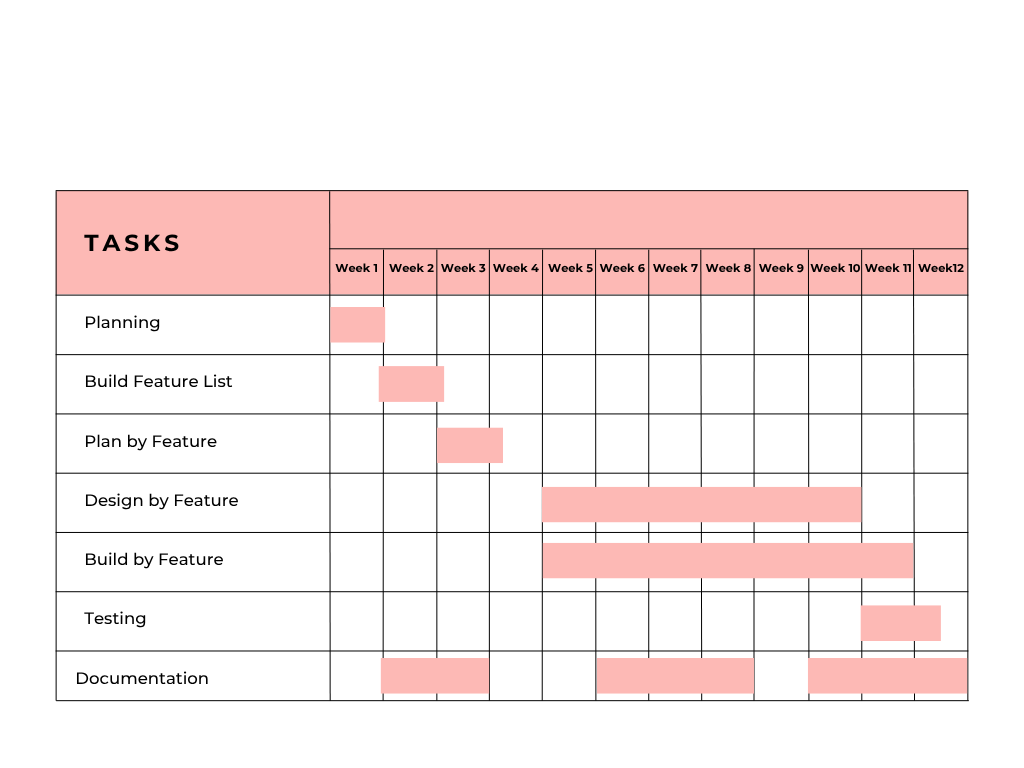 TASKS
Week 1 Week 2 Week 3 Week 4 Week 5 Week 6 Week 7 Week 8 Week 9 Week 10 Week 11 Week12
Planning
Build Feature List
Plan by Feature
Design by Feature
Build by Feature
Testing
Documentation